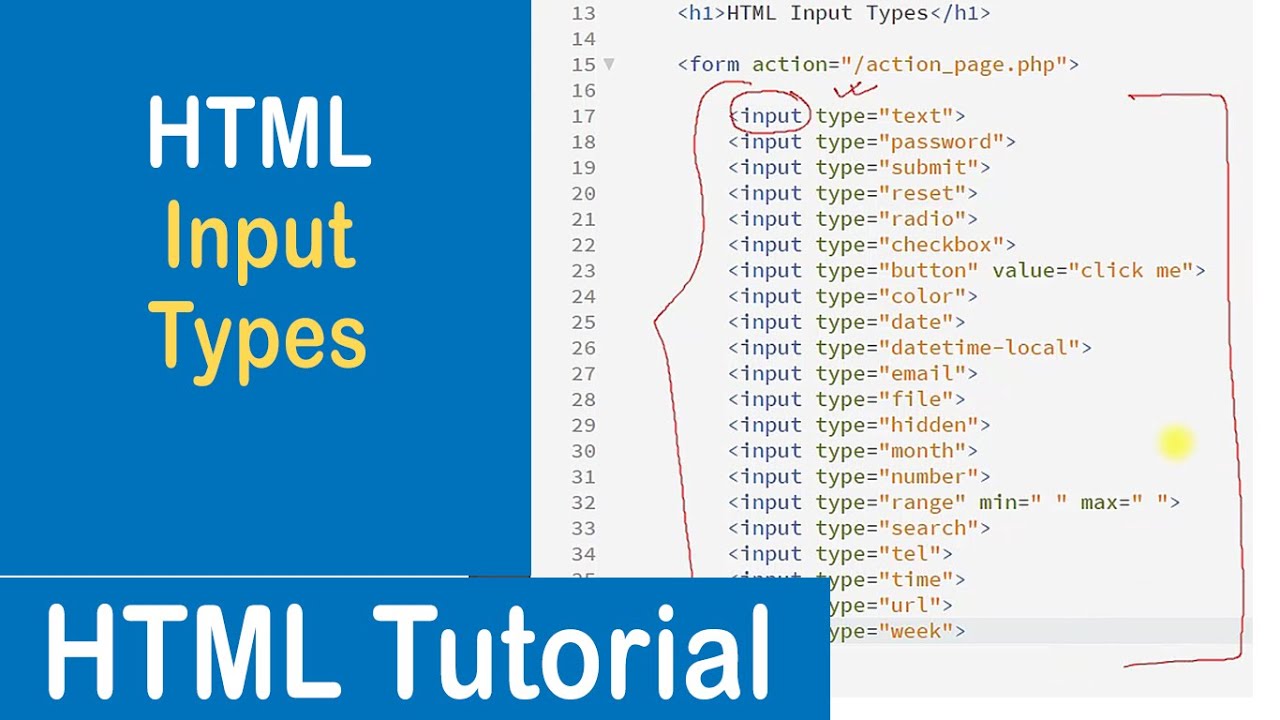 HTML
Input
Types
HTML Tutorial
13 <h1>HTML Input Types</h1>
14
15 <form action="/action_page.php">
16
17 <input type="text">
18 <input type="password">
19 <input type="submit">
20 <input type="reset">
21 <input type="radio">
22 <input type="checkbox">
23 <input type="button" value="click me">
24 <input type="color">
25 <input type="date">
26 <input type="datetime-local">
27 <input type="email">
28 <input type="file">
29 <input type="hidden">
30 <input type="month">
31 <input type="number">
32 <input type="range" min=" " max=" ">
33 <input type="search">
34 <input type="tel">
35 <input type="time">
ype="url">
ype="week">